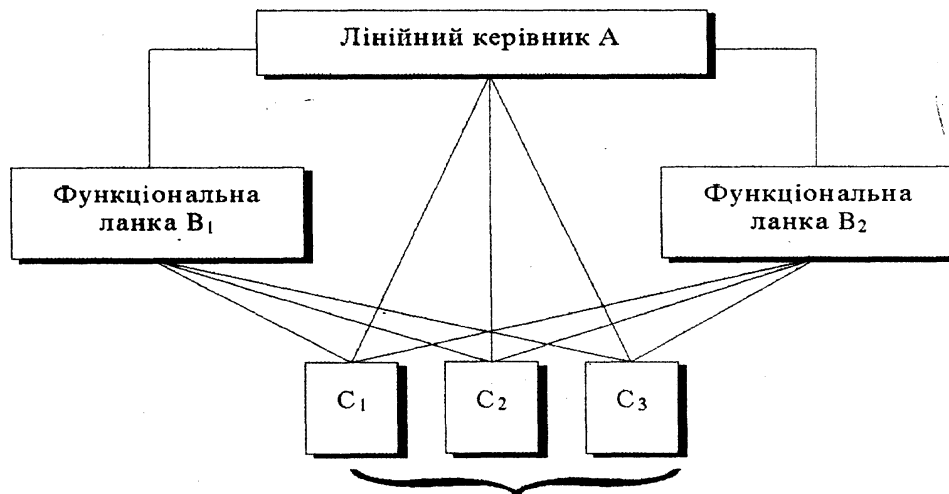 Лінійний керівник А
Функціональна
ланка В₁
Функціональна
ланка В₂
С₁
С₂
С₃